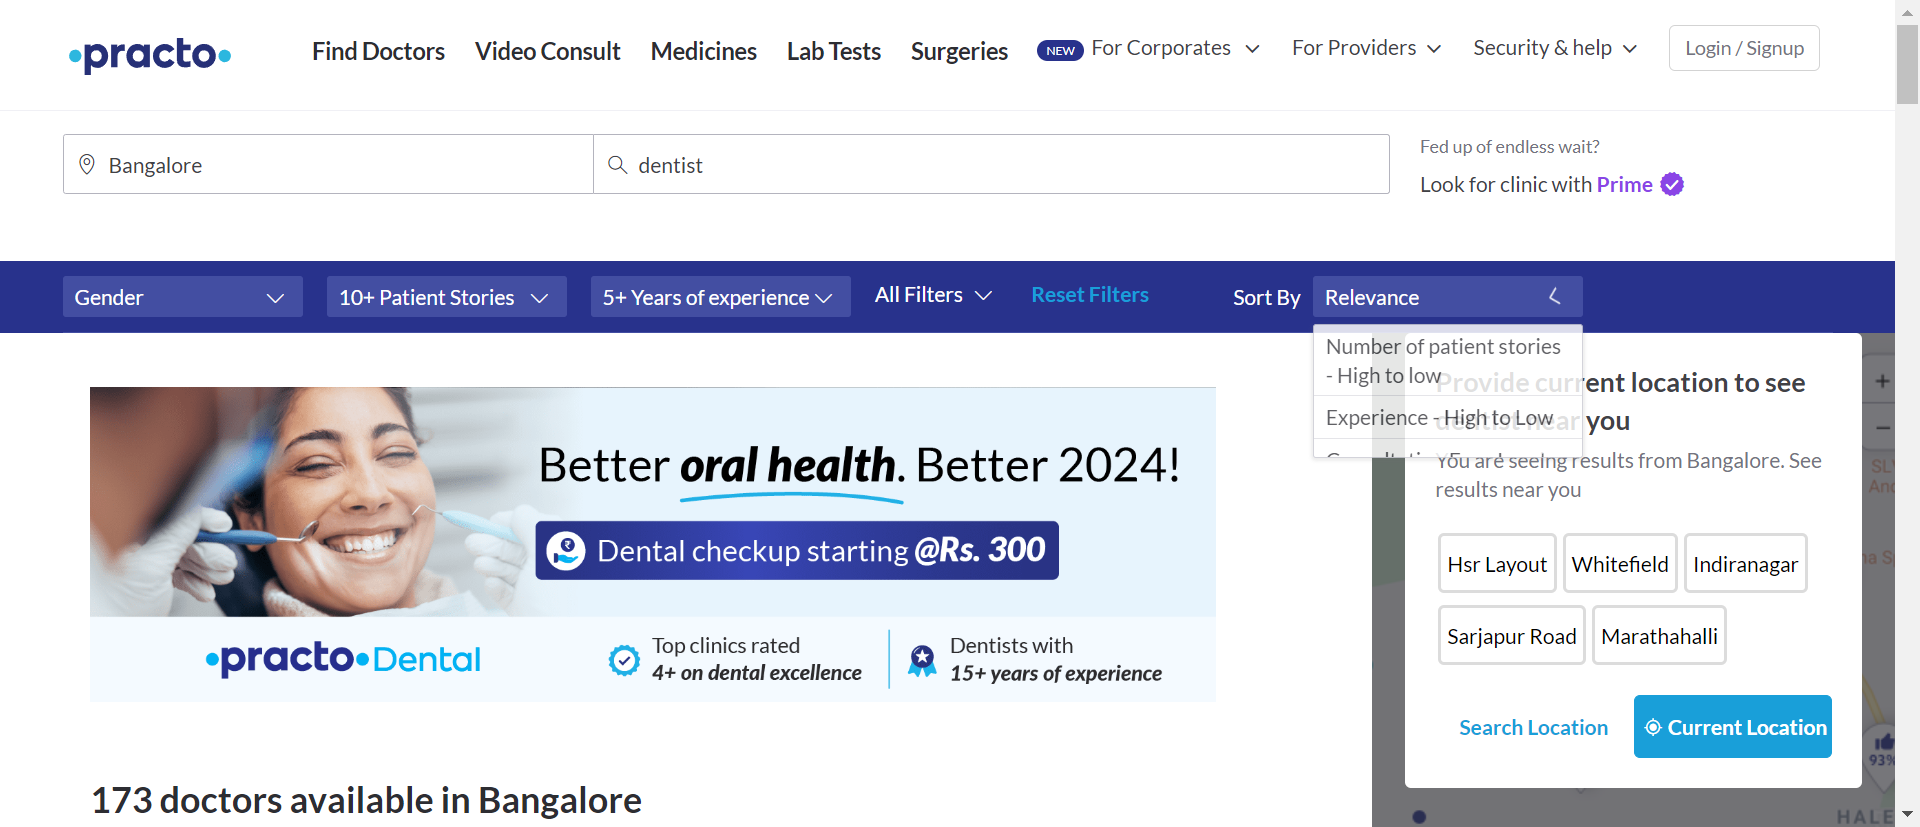 practo
Find Doctors
Video Consult
Medicines
Lab Tests
Surgeries
NEW
For Corporates
For Providers
Security & help
Login / Signup
Bangalore
dentist
Fed up of endless wait?
Look for clinic with Prime
Gender
10+ Patient Stories
5+ Years of experience
All Filters
Reset Filters
Sort By
Relevance
Number of patient stories
- High to low
Experience - High to Low
Provide current location to see
dentist near you
You are seeing results from Bangalore. See
results near you
Hsr Layout
Whitefield
Indiranagar
Sarjapur Road
Marathahalli
Search Location
Current Location
Better oral health. Better 2024!
Dental checkup starting @Rs. 300
practo Dental
Top clinics rated
4+ on dental excellence
Dentists with
15+ years of experience
173 doctors available in Bangalore
93%
HALE